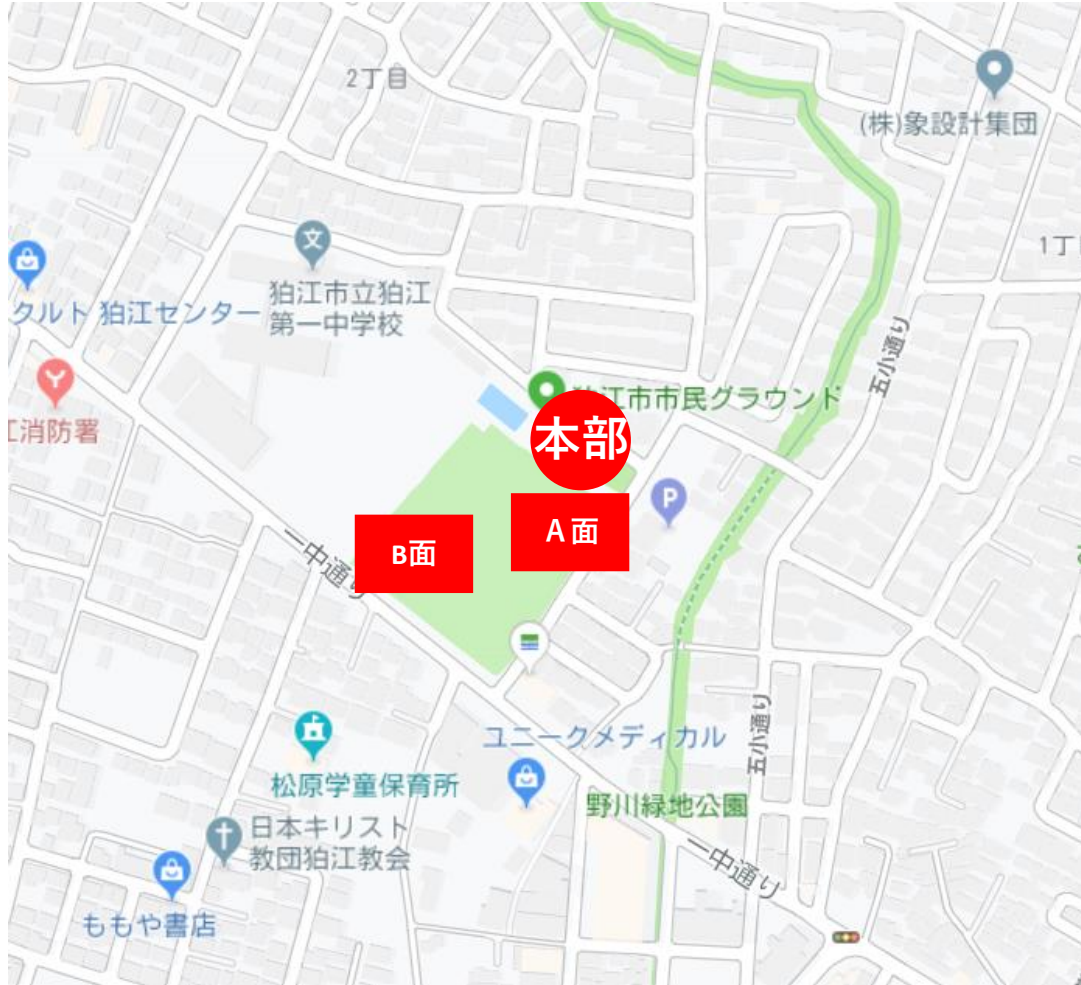 2丁目
(株)象設計集団
文
1丁
狛江市立狛江
第一中学校
クルト 狛江センター
五小通り
狛江市市民グラウンド
江消防署
本部
P
A面
B面
一中通り
五小通り
ユニークメディカル
松原学童保育所
野川緑地公園
日本キリスト
教団狛江教会
一中通り
ももや書店